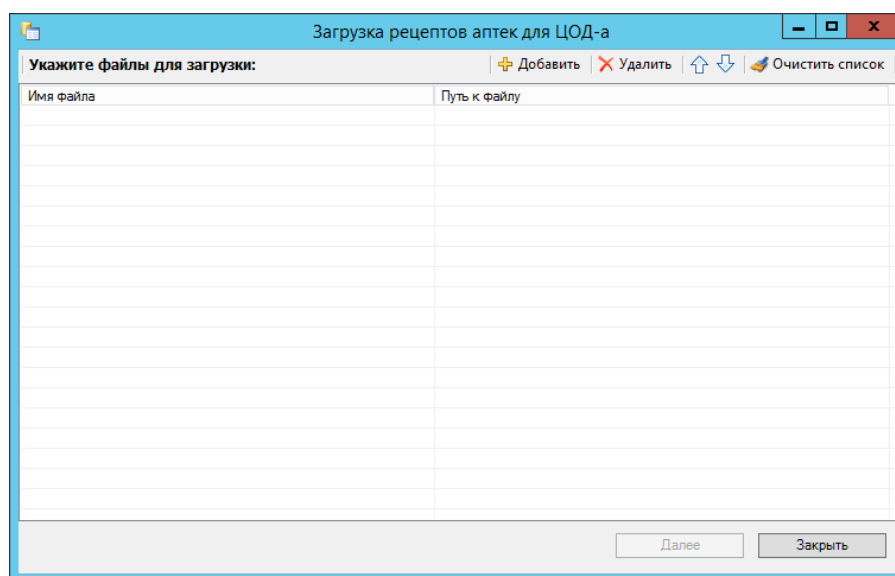 Загрузка рецептов аптек для ЦОД-а
Укажите файлы для загрузки: Добавить Удалить Очистить список
Имя файла Путь к файлу
Далее Закрыть